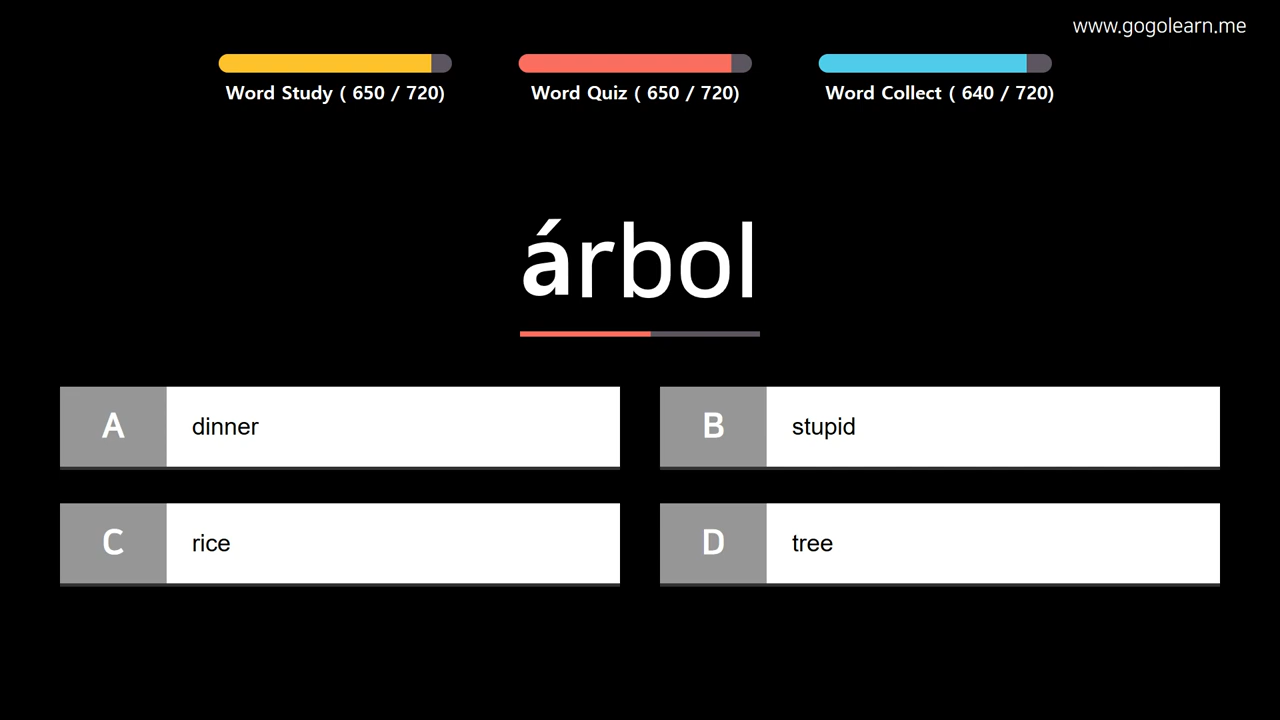 www.gogolearn.me
Word Study ( 650 / 720)
Word Quiz ( 650 / 720)
Word Collect ( 640 / 720)
árbol
A dinner
B stupid
C rice
D tree